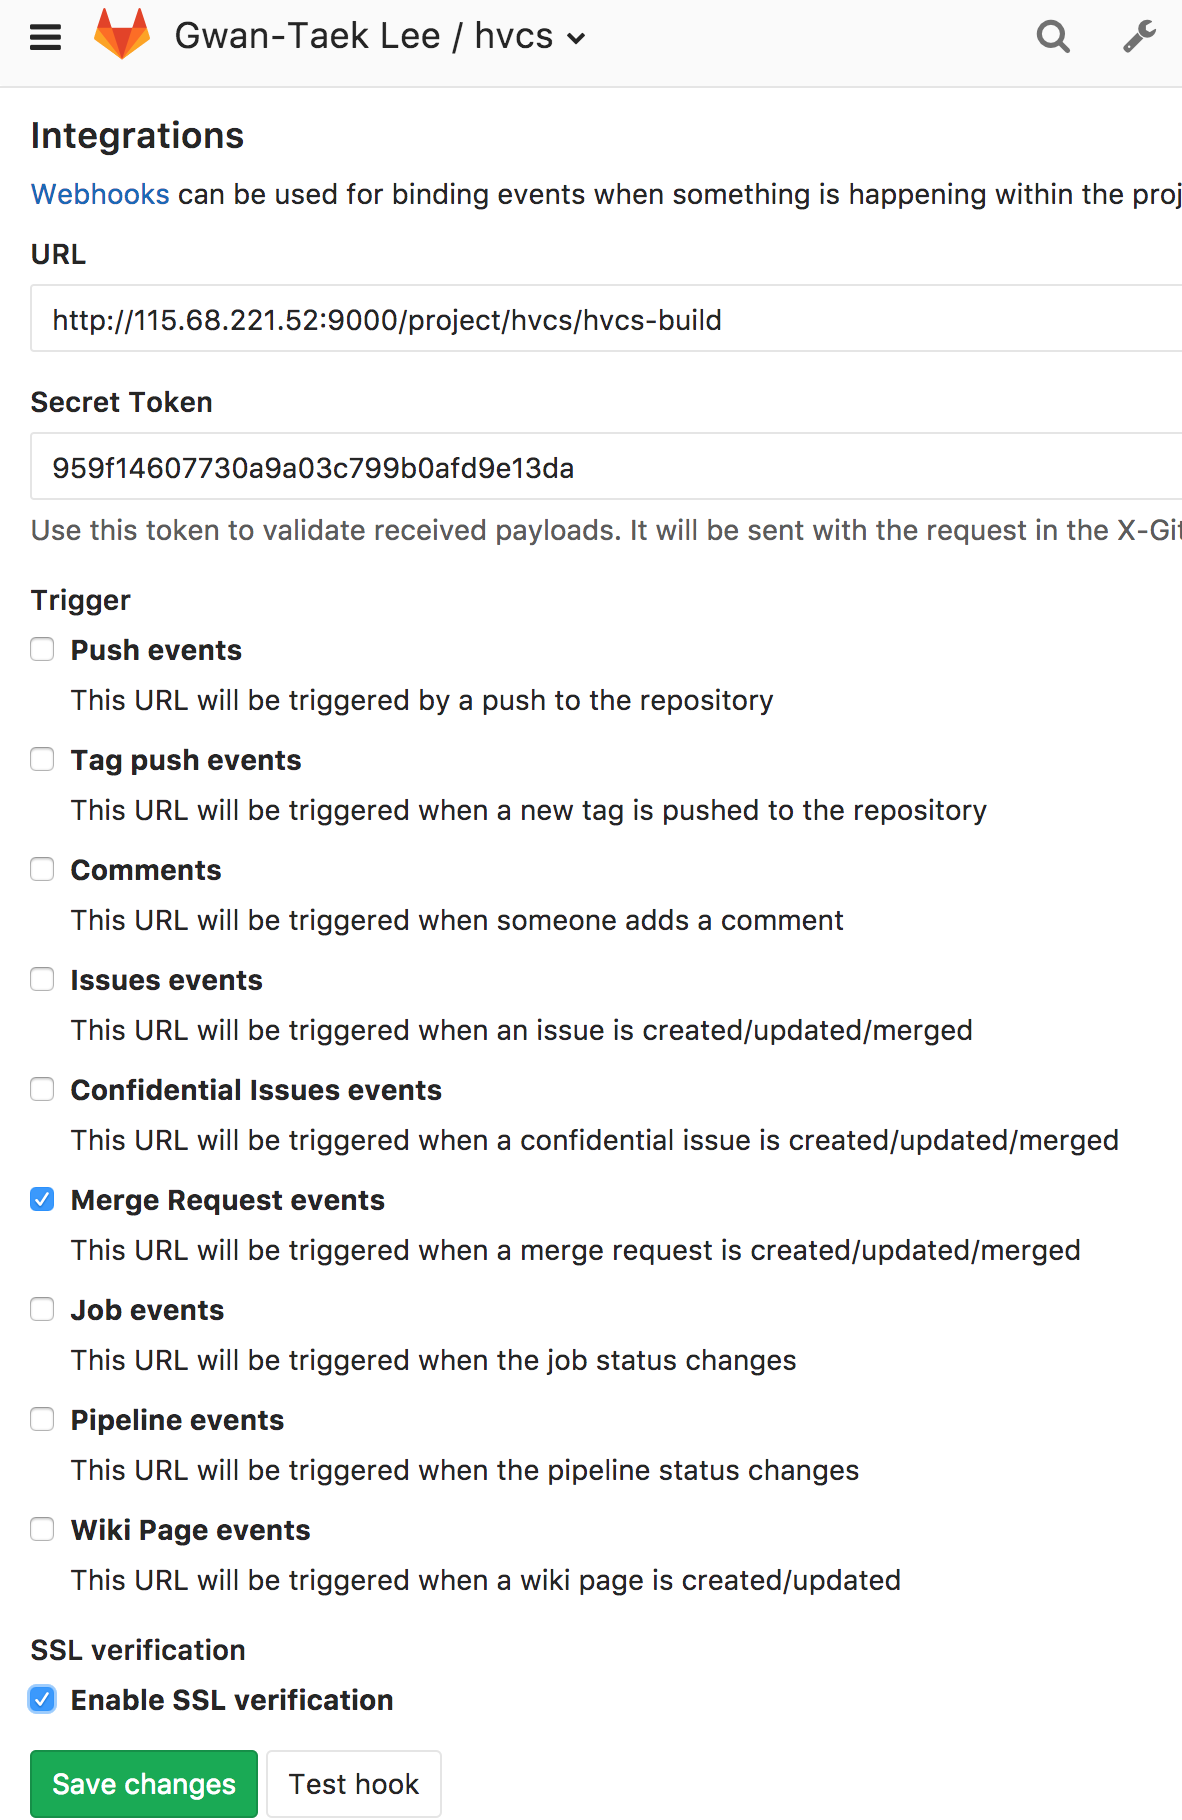 Gwan-Taek Lee / hvcs
Integrations
Webhooks can be used for binding events when something is happening within the proj
URL
http://115.68.221.52:9000/project/hvcs/hvcs-build
Secret Token
959f14607730a9a03c799b0afd9e13da
Use this token to validate received payloads. It will be sent with the request in the X-Git
Trigger
Push events
This URL will be triggered by a push to the repository
Tag push events
This URL will be triggered when a new tag is pushed to the repository
Comments
This URL will be triggered when someone adds a comment
Issues events
This URL will be triggered when an issue is created/updated/merged
Confidential Issues events
This URL will be triggered when a confidential issue is created/updated/merged
Merge Request events
This URL will be triggered when a merge request is created/updated/merged
Job events
This URL will be triggered when the job status changes
Pipeline events
This URL will be triggered when the pipeline status changes
Wiki Page events
This URL will be triggered when a wiki page is created/updated
SSL verification
Enable SSL verification
Save changes
Test hook